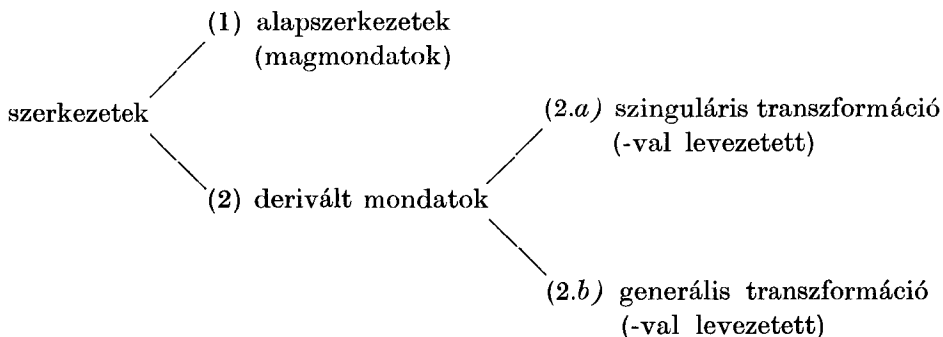 (1) alapszerkezetek
(magmondatok)
szerkezetek
(2.a) szinguláris transzformáció
(-val levezetett)
(2) derivált mondatok
(2.b) generális transzformáció
(-val levezetett)